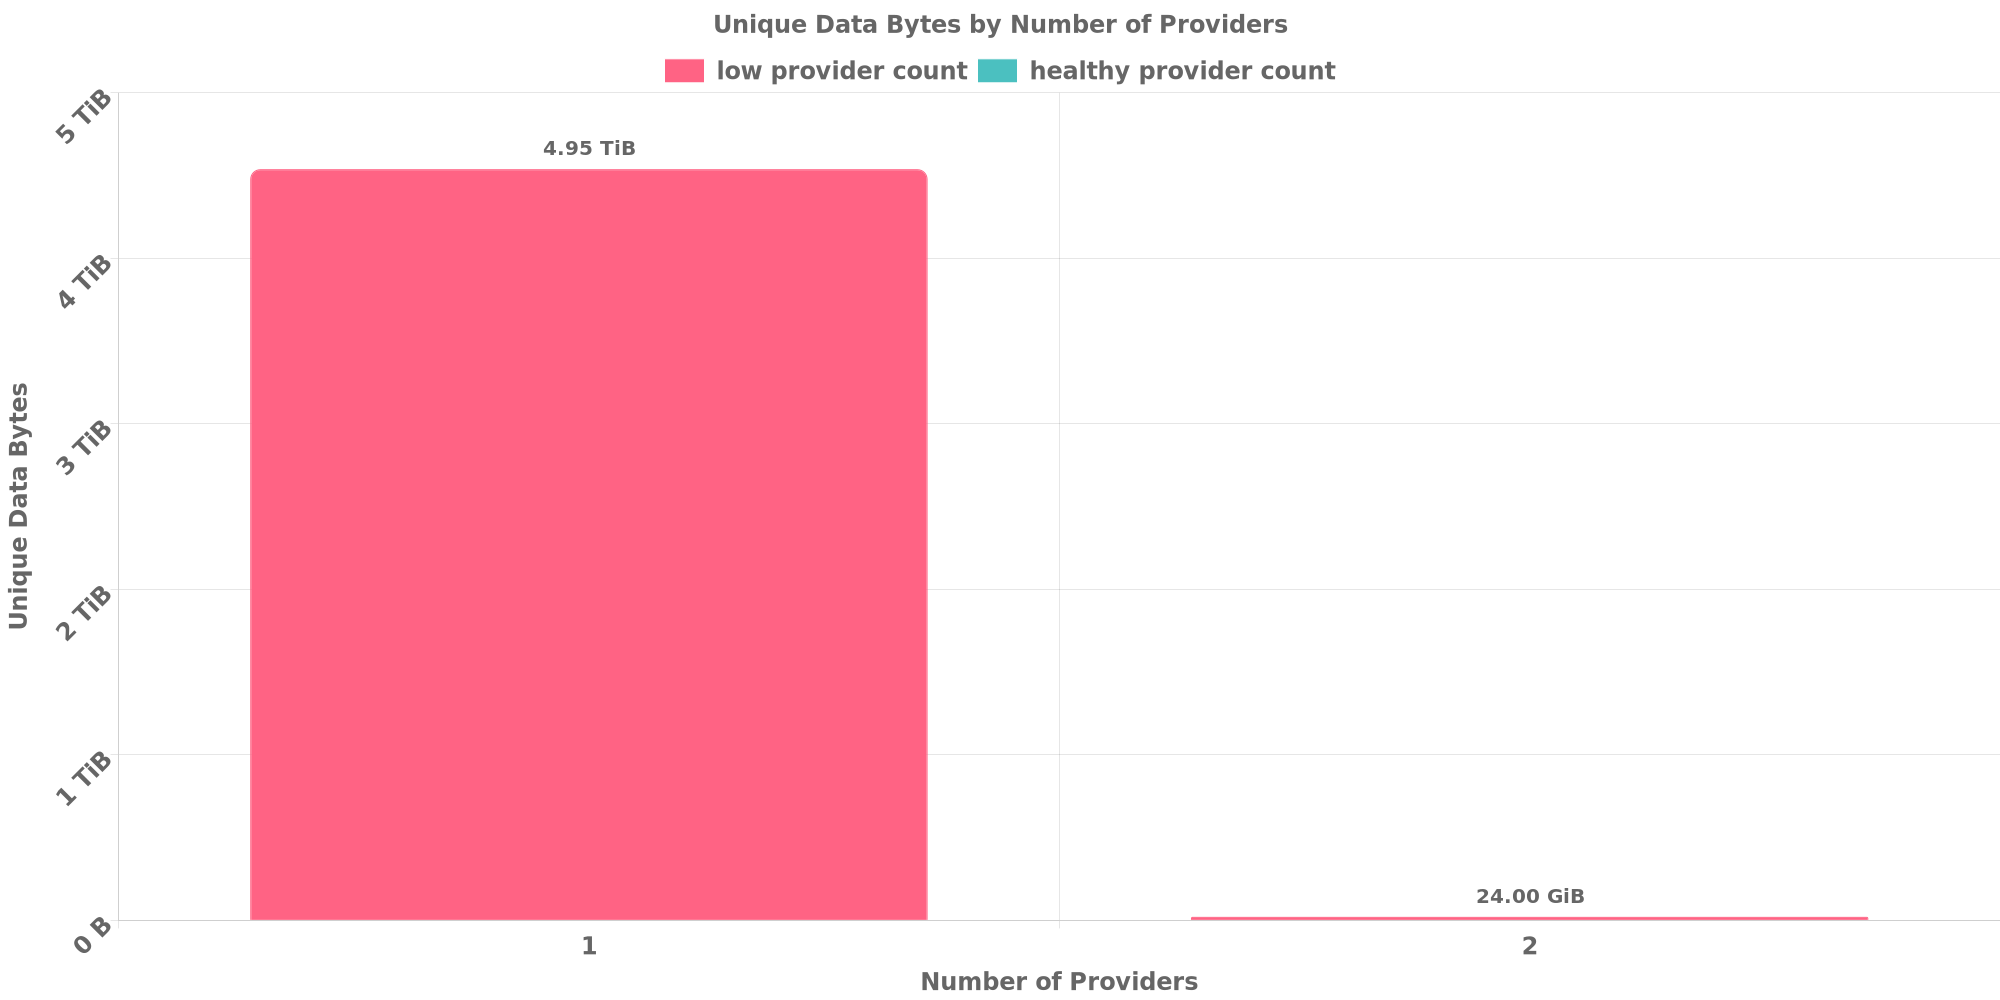 Unique Data Bytes by Number of Providers
low provider count healthy provider count
5 TiB
4 TiB
3 TiB
2 TiB
1 TiB
0 B
Unique Data Bytes
4.95 TiB
24.00 GiB
1 2
Number of Providers